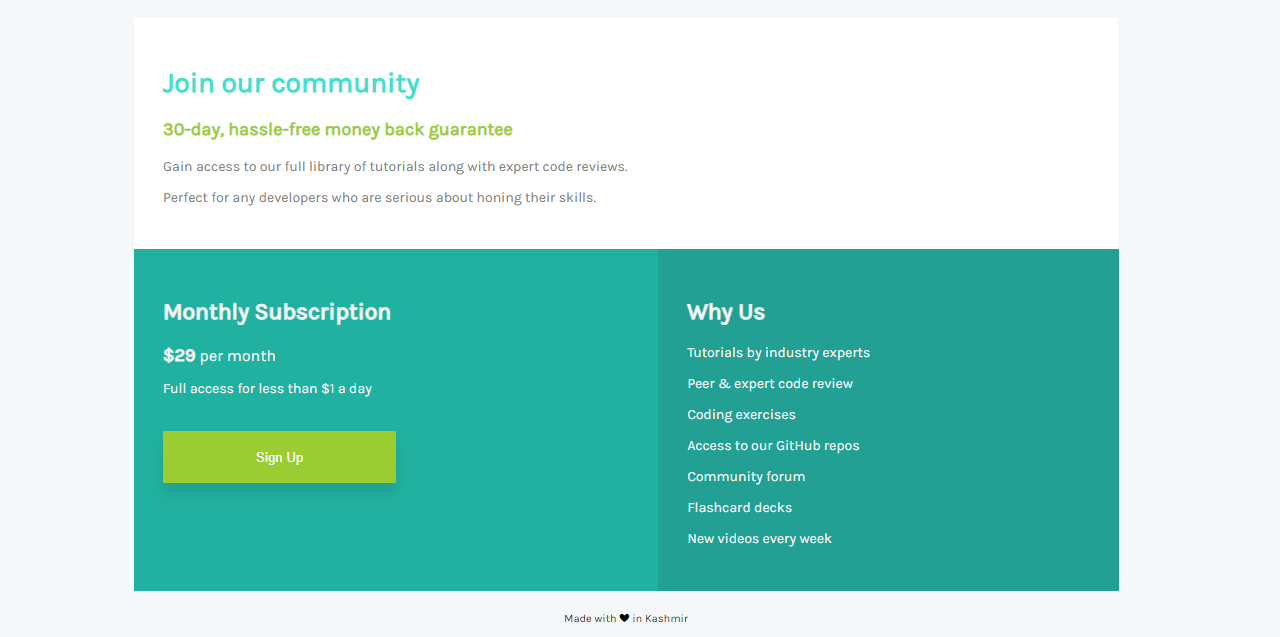 Join our community
30-day, hassle-free money back guarantee
Gain access to our full library of tutorials along with expert code reviews.
Perfect for any developers who are serious about honing their skills.
Monthly Subscription
$29 per month
Full access for less than $1 a day
Sign Up
Why Us
Tutorials by industry experts
Peer & expert code review
Coding exercises
Access to our GitHub repos
Community forum
Flashcard decks
New videos every week
Made with ♥ in Kashmir